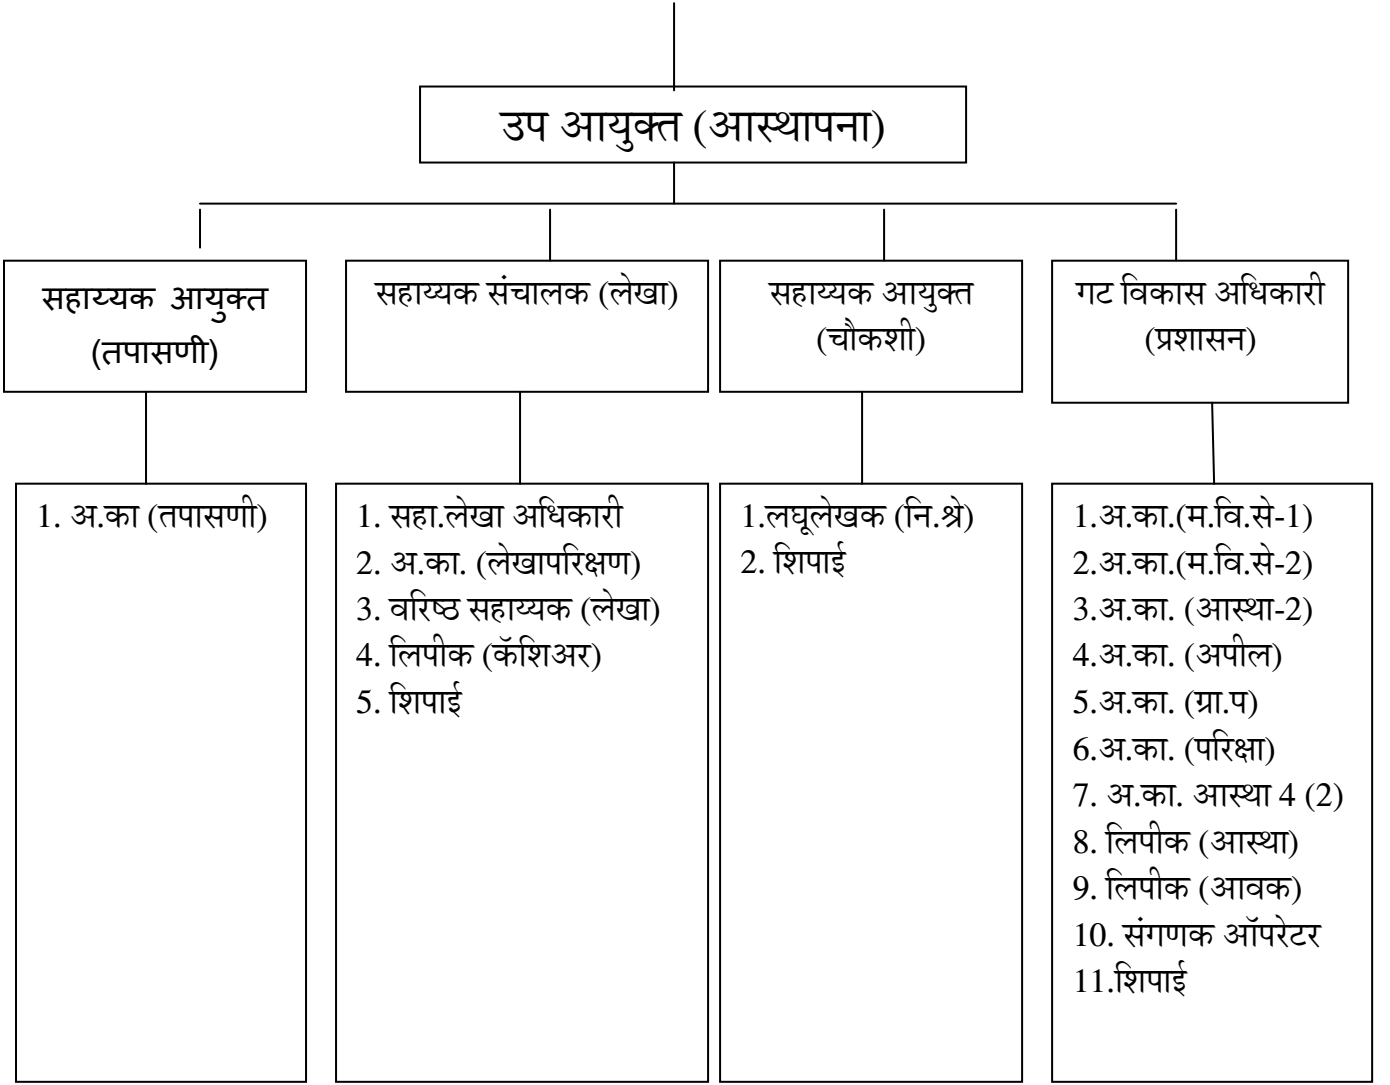 उप आयुक्त (आस्थापना)
सहाय्यक आयुक्त
(तपासणी)
सहाय्यक संचालक (लेखा)
सहाय्यक आयुक्त
(चौकशी)
गट विकास अधिकारी
(प्रशासन)
1. अ.का (तपासणी)
1. सहा.लेखा अधिकारी
2. अ.का. (लेखापरिक्षण)
3. वरिष्ठ सहाय्यक (लेखा)
4. लिपीक (कॅशिअर)
5. शिपाई
1.लघूलेखक (नि.श्रे)
2. शिपाई
1.अ.का.(म.वि.से-1)
2.अ.का.(म.वि.से-2)
3.अ.का. (आस्था-2)
4.अ.का. (अपील)
5.अ.का. (ग्रा.प)
6.अ.का. (परिक्षा)
7. अ.का. आस्था 4 (2)
8. लिपीक (आस्था)
9. लिपीक (आवक)
10. संगणक ऑपरेटर
11.शिपाई